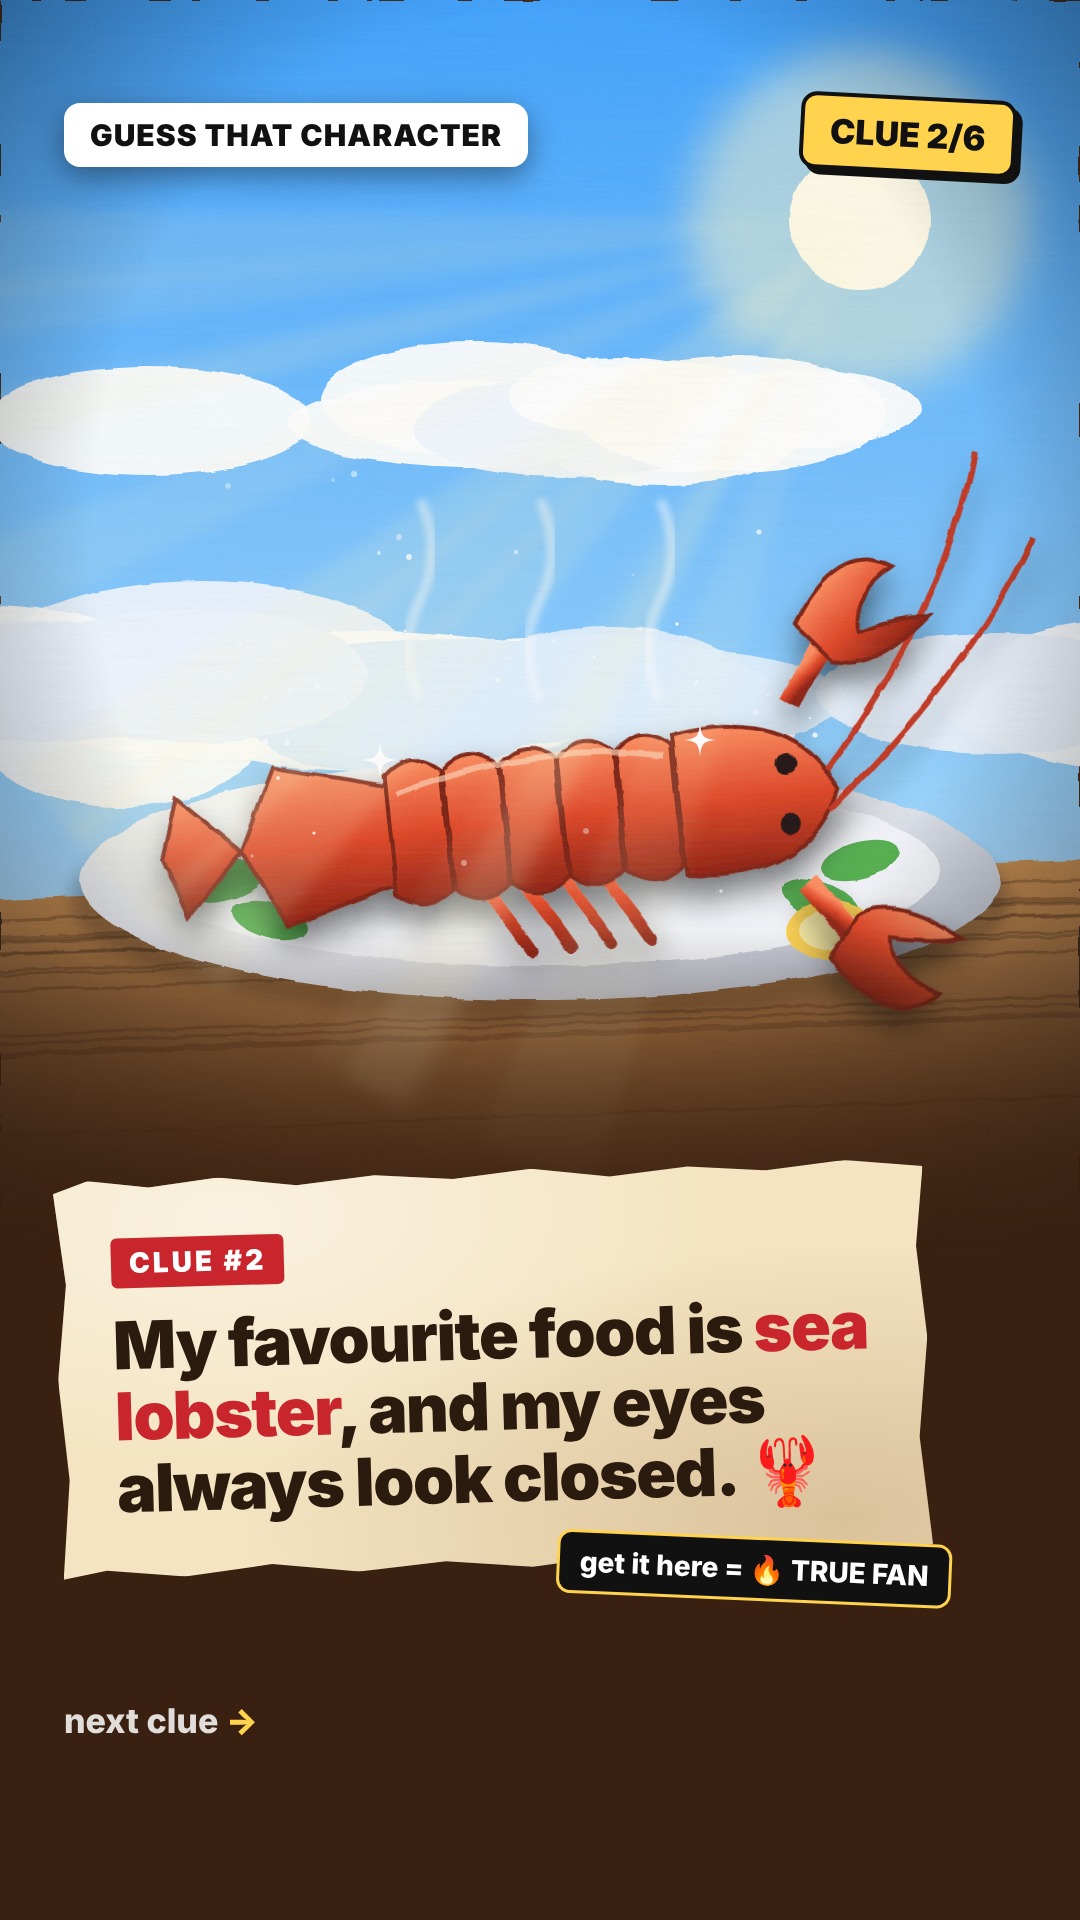 GUESS THAT CHARACTER
CLUE 2/6
CLUE #2
My favourite food is sea
lobster, and my eyes
always look closed. 🦞
get it here = 🔥 TRUE FAN
next clue →